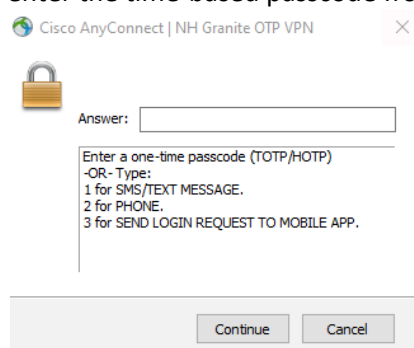 Cisco AnyConnect | NH Granite OTP VPN
Answer:
Enter a one-time passcode (TOTP/HOTP)
-OR- Type:
1 for SMS/TEXT MESSAGE.
2 for PHONE.
3 for SEND LOGIN REQUEST TO MOBILE APP.
Continue Cancel